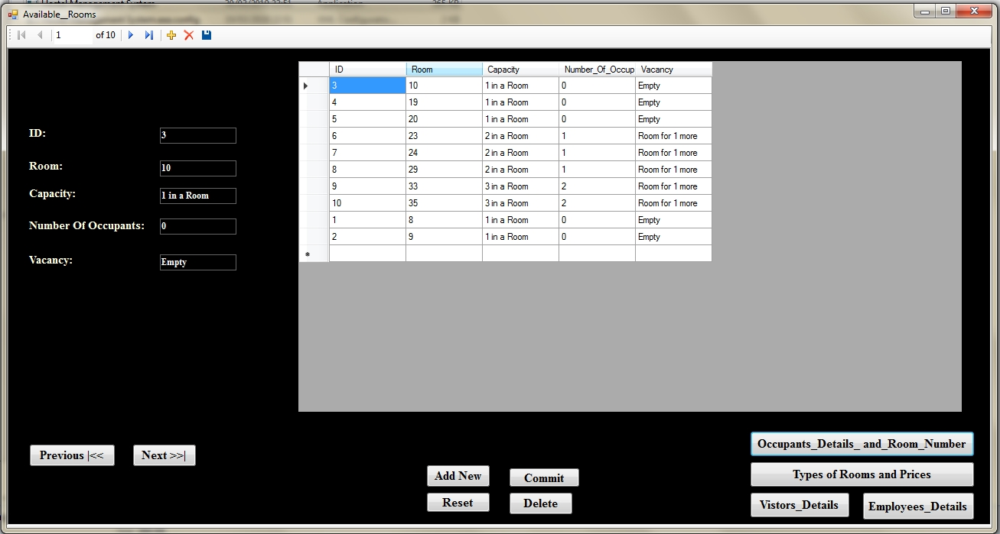 Hostel Management System
Available__Rooms
1 of 10
ID Room Capacity Number_Of_Occup Vacancy
3 10 1 in a Room 0 Empty
4 19 1 in a Room 0 Empty
5 20 1 in a Room 0 Empty
6 23 2 in a Room 1 Room for 1 more
7 24 2 in a Room 1 Room for 1 more
8 29 2 in a Room 1 Room for 1 more
9 33 3 in a Room 2 Room for 1 more
10 35 3 in a Room 2 Room for 1 more
1 8 1 in a Room 0 Empty
2 9 1 in a Room 0 Empty
ID: 3
Room: 10
Capacity: 1 in a Room
Number Of Occupants: 0
Vacancy: Empty
Previous |<<
Next >>|
Add New
Commit
Reset
Delete
Occupants_Details_ and_Room_Number
Types of Rooms and Prices
Vistors_Details
Employees_Details